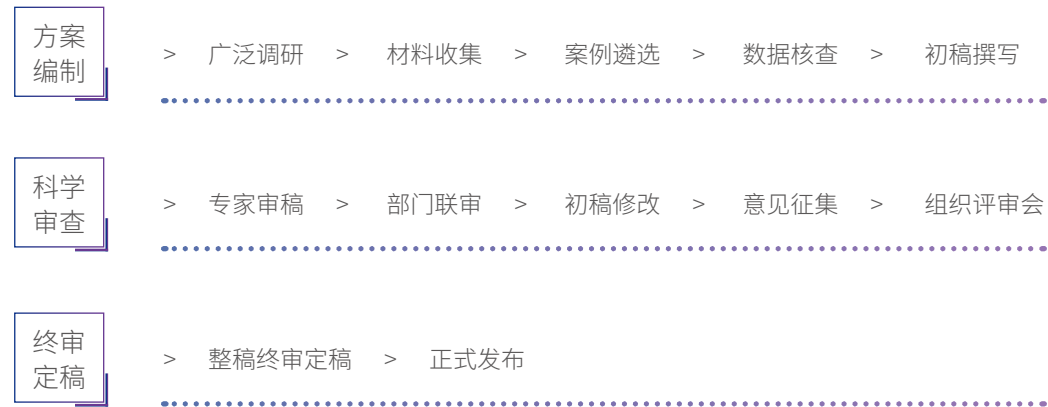 方案
编制
> 广泛调研 > 材料收集 > 案例遴选 > 数据核查 > 初稿撰写
科学
审查
> 专家审稿 > 部门联审 > 初稿修改 > 意见征集 > 组织评审会
终审
定稿
> 整稿终审定稿 > 正式发布